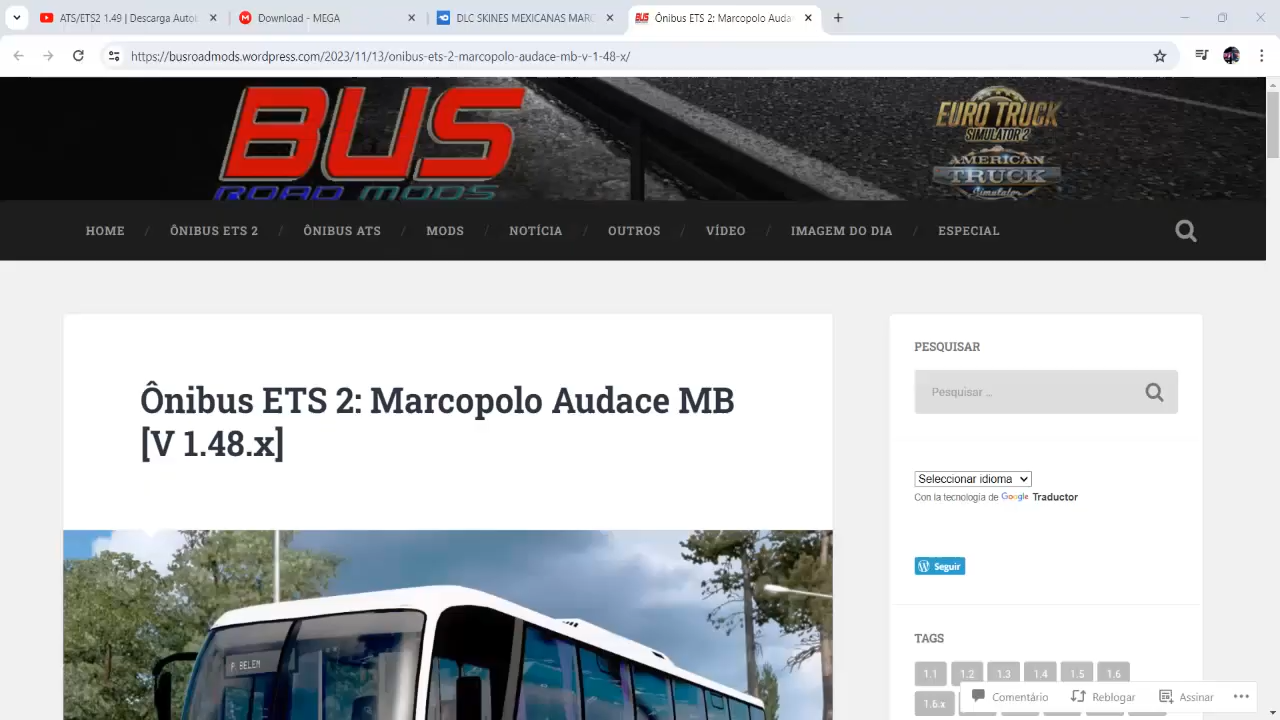 ATS/ETS2 1.49 | Descarga Autol
Download - MEGA
DLC SKINES MEXICANAS MARC
Ônibus ETS 2: Marcopolo Auda
https://busroadmods.wordpress.com/2023/11/13/onibus-ets-2-marcopolo-audace-mb-v-1-48-x/
BUS
ROAD MODS
EURO TRUCK
SIMULATOR 2
AMERICAN
TRUCK
Simulator
HOME / ÔNIBUS ETS 2 / ÔNIBUS ATS / MODS / NOTÍCIA / OUTROS / VÍDEO / IMAGEM DO DIA / ESPECIAL
Ônibus ETS 2: Marcopolo Audace MB
[V 1.48.x]
P. BELEM
PESQUISAR
Pesquisar …
Seleccionar idioma
Con la tecnología de Google Traductor
Seguir
TAGS
1.1 1.2 1.3 1.4 1.5 1.6
1.6.x
Comentário Reblogar Assinar